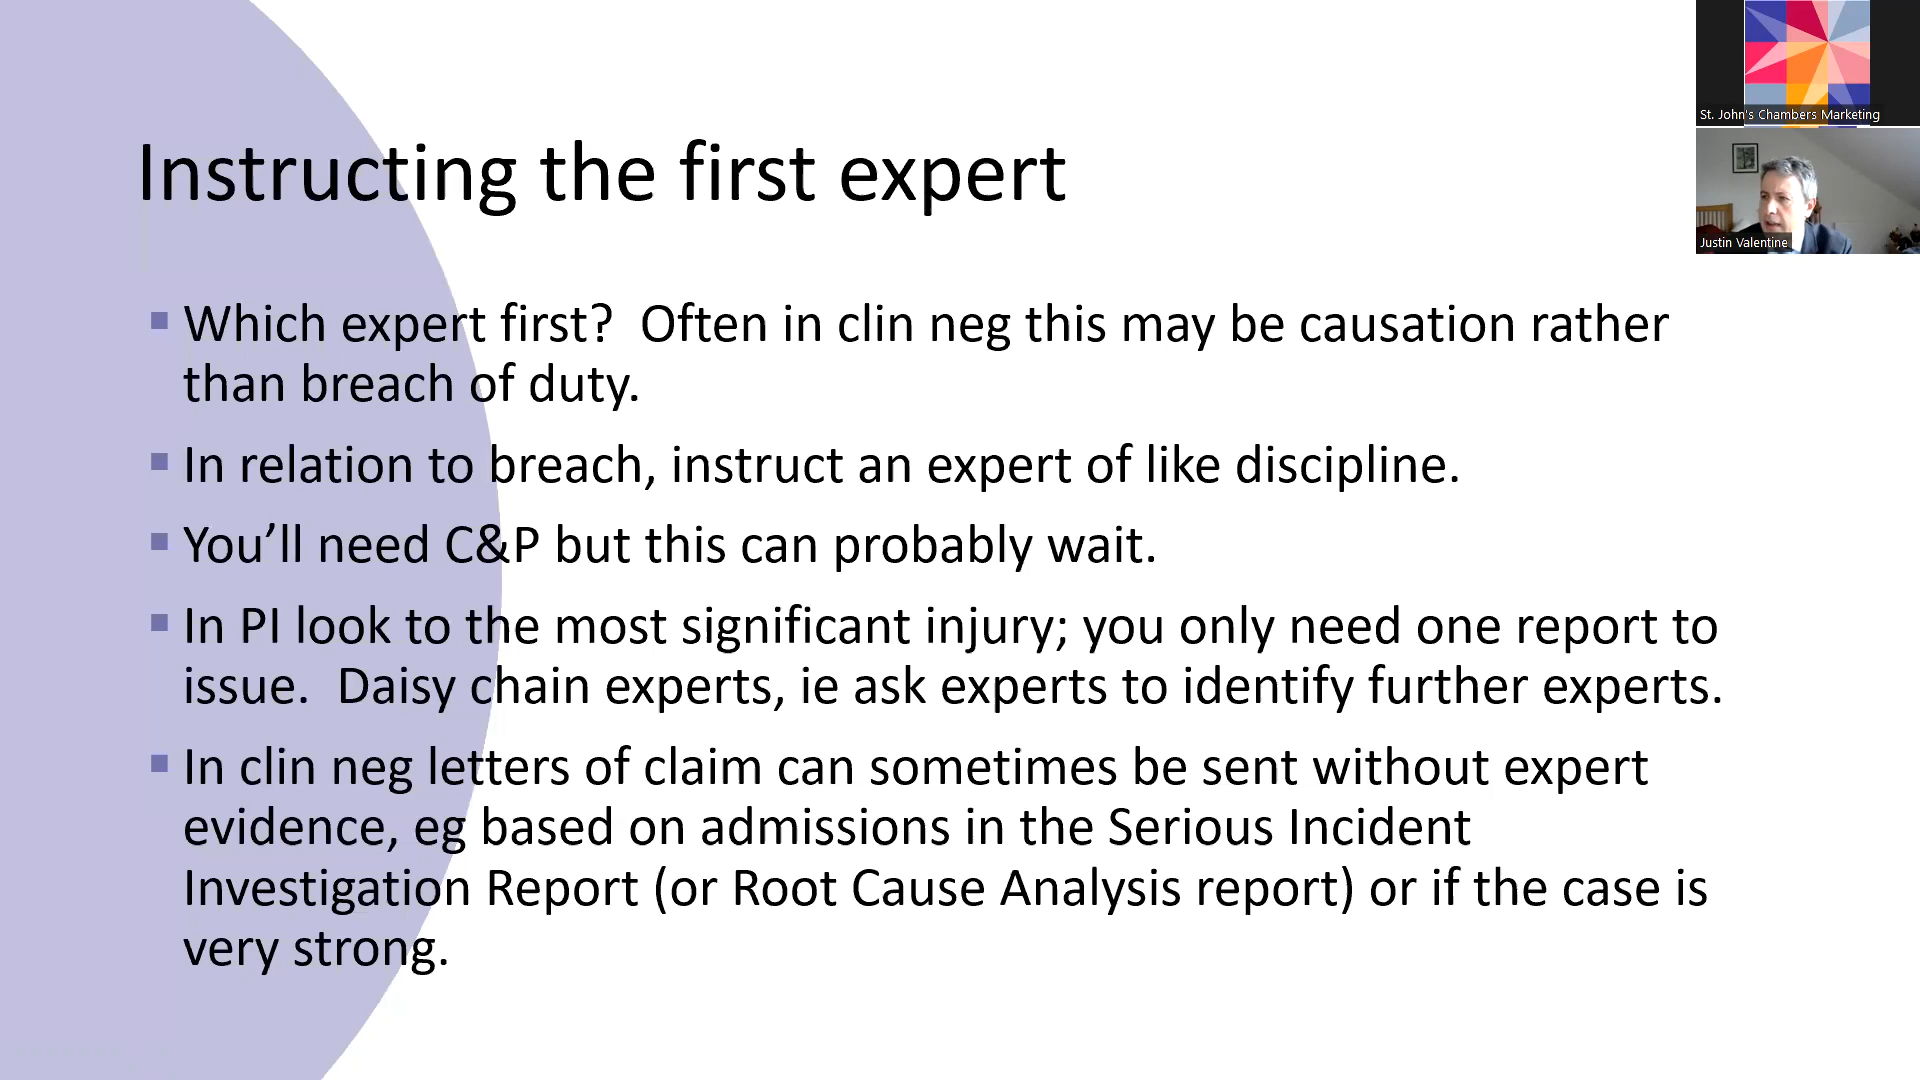 Instructing the first expert
Which expert first?  Often in clin neg this may be causation rather
than breach of duty.
In relation to breach, instruct an expert of like discipline.
You’ll need C&P but this can probably wait.
In PI look to the most significant injury; you only need one report to
issue.  Daisy chain experts, ie ask experts to identify further experts.
In clin neg letters of claim can sometimes be sent without expert
evidence, eg based on admissions in the Serious Incident
Investigation Report (or Root Cause Analysis report) or if the case is
very strong.
St. John's Chambers Marketing
Justin Valentine